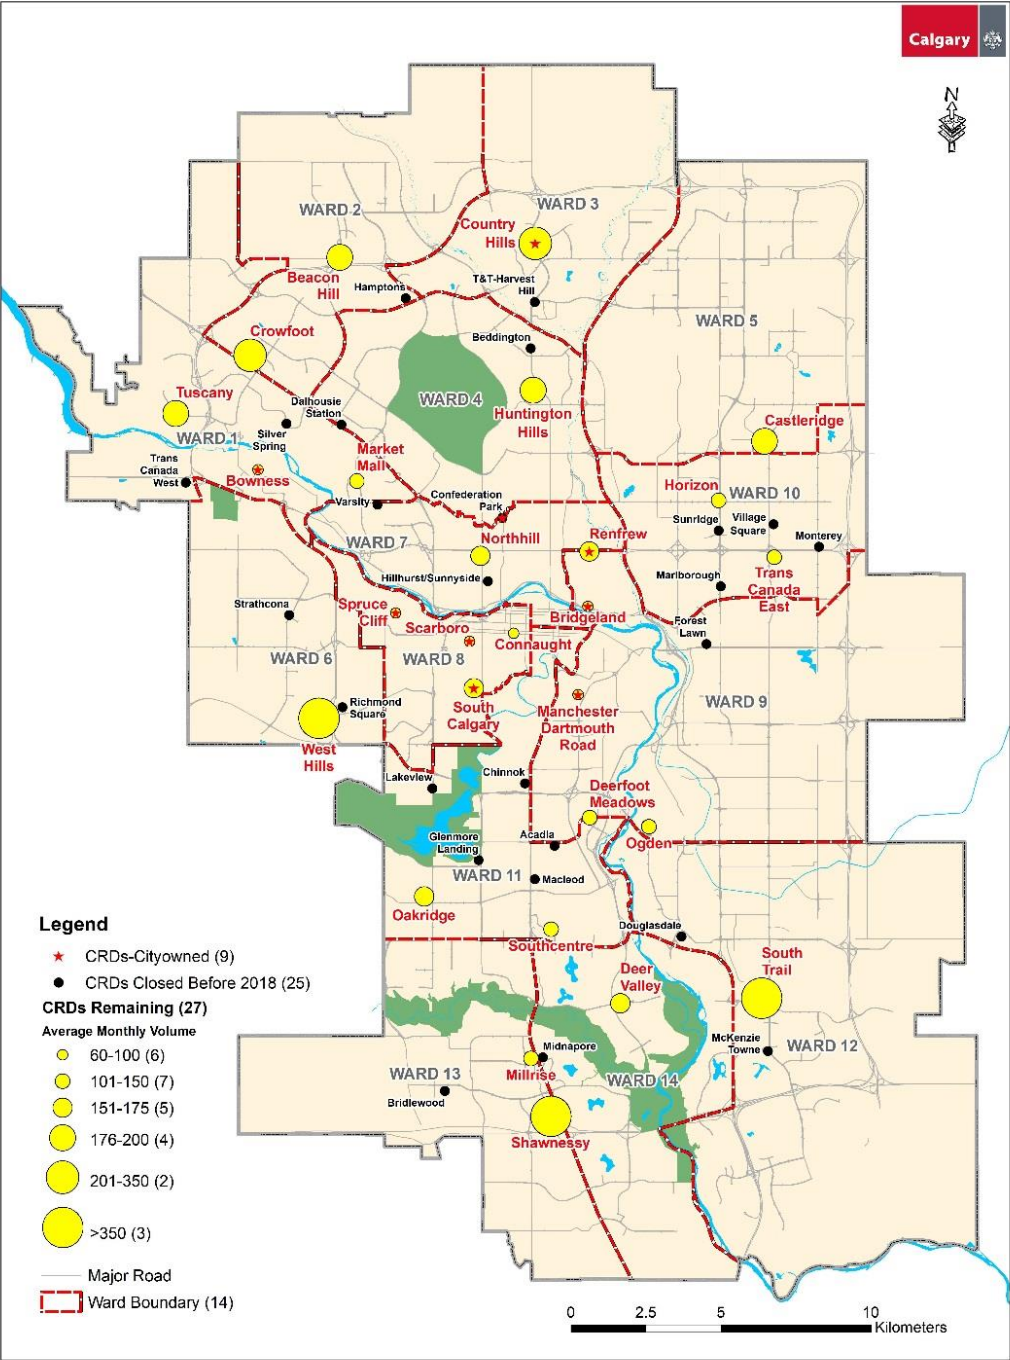 Calgary
N
WARD 2
WARD 3
Country
Hills
Beacon
Hill
Hamptons
T&T-Harvest
Hill
WARD 5
Crowfoot
Beddington
Tuscany
WARD 4
Huntington
Hills
Dalhousie
Station
Castleridge
WARD 1
Silver
Spring
Market
Mall
Trans
Canada
West
Bowness
Horizon
WARD 10
Varsity
Confederation
Park
Sunridge
Village
Square
Monterey
WARD 7
Northhill
Renfrew
Hillhurst/Sunnyside
Marlborough
Trans
Canada
East
Strathcona
Spruce
Cliff
Scarboro
Bridgeland
Forest
Lawn
Connaught
WARD 6
WARD 8
WARD 9
Richmond
Square
South
Calgary
Manchester
Dartmouth
Road
West
Hills
Lakeview
Chinnok
Deerfoot
Meadows
Glenmore
Landing
Acadia
Ogden
WARD 11
Macleod
Oakridge
Douglasdale
Southcentre
South
Trail
Deer
Valley
McKenzie
Towne
WARD 12
Midnapore
Millrise
WARD 13
WARD 14
Bridlewood
Shawnessy
Legend
CRDs-Cityowned (9)
CRDs Closed Before 2018 (25)
CRDs Remaining (27)
Average Monthly Volume
60-100 (6)
101-150 (7)
151-175 (5)
176-200 (4)
201-350 (2)
>350 (3)
Major Road
Ward Boundary (14)
0 2.5 5 10
Kilometers